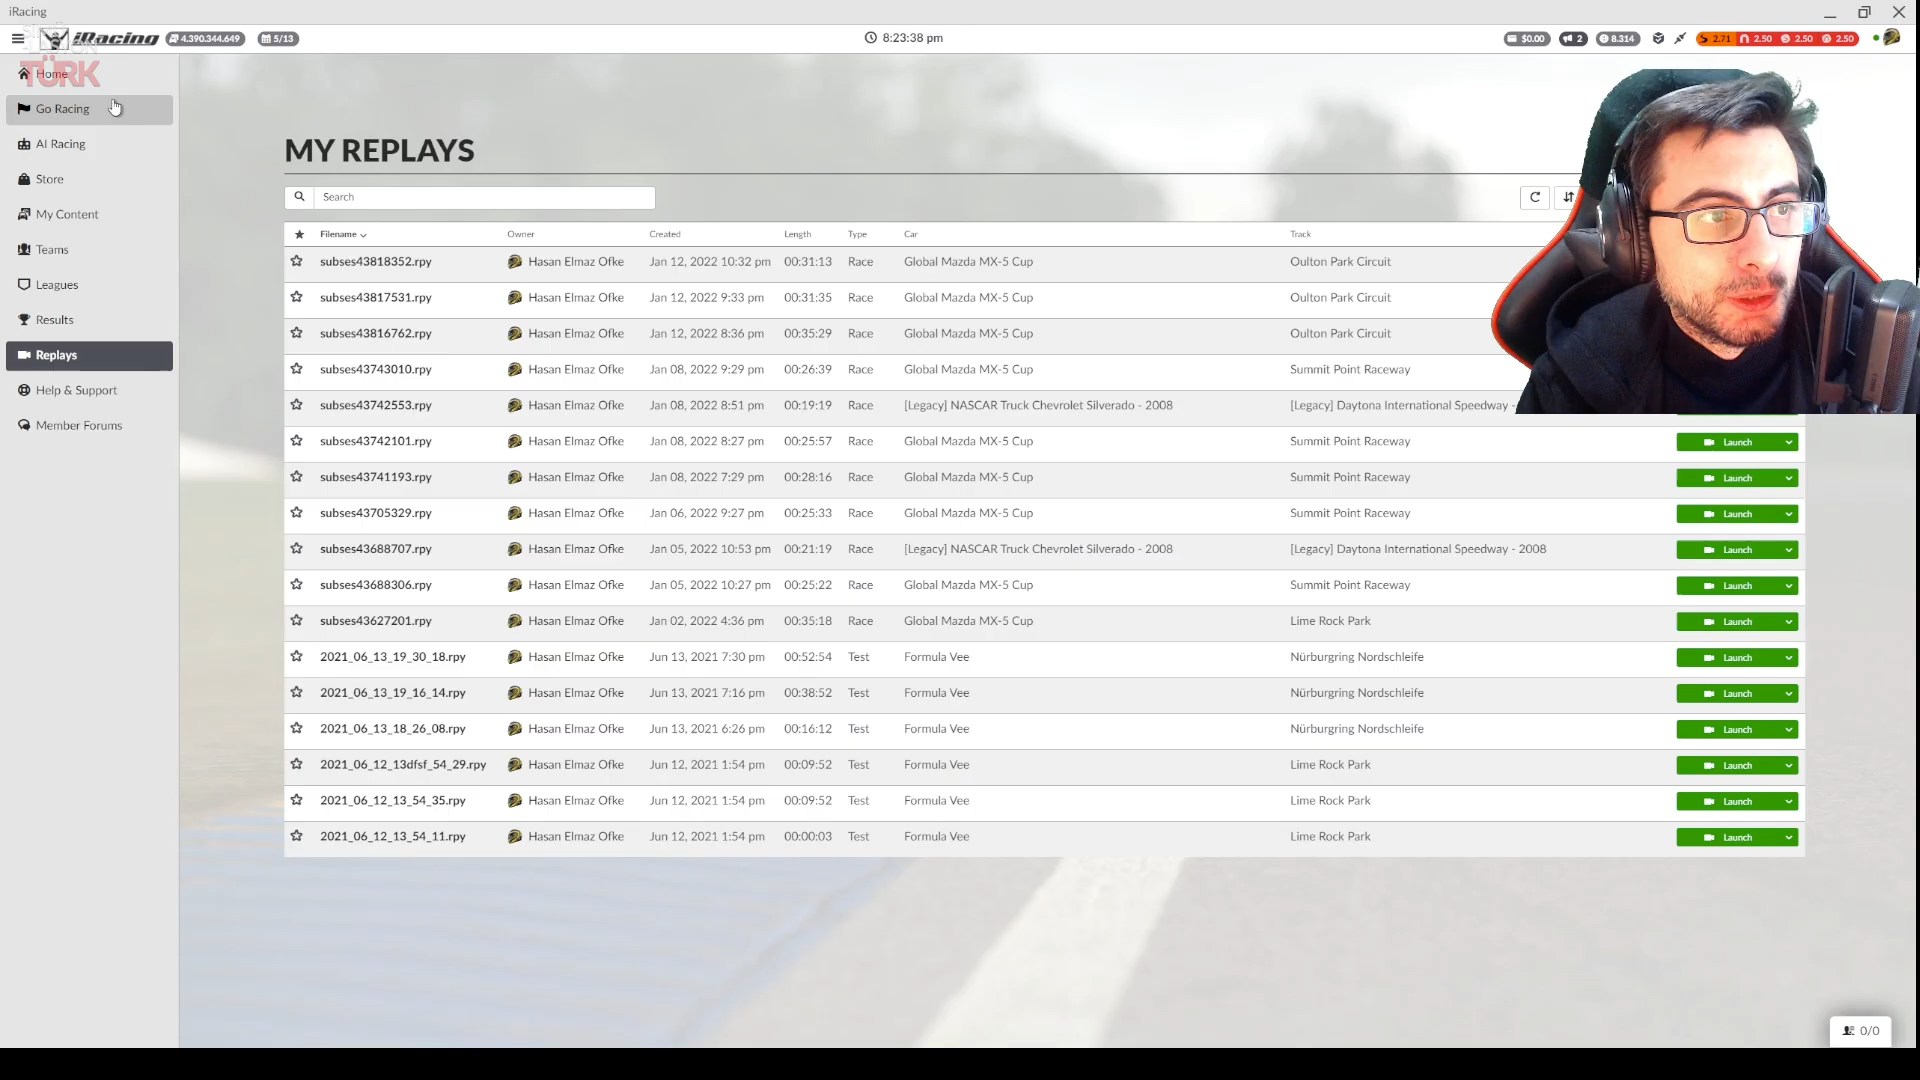 iRacing
iRacing 4.390.344.649 5/13 8:23:38 pm $0.00 2 8.314 2.71 2.50 2.50 2.50
TÜRK
Home
Go Racing
AI Racing
Store
My Content
Teams
Leagues
Results
Replays
Help & Support
Member Forums
MY REPLAYS
Search
Filename Owner Created Length Type Car Track
subses43818352.rpy Hasan Elmaz Ofke Jan 12, 2022 10:32 pm 00:31:13 Race Global Mazda MX-5 Cup Oulton Park Circuit
subses43817531.rpy Hasan Elmaz Ofke Jan 12, 2022 9:33 pm 00:31:35 Race Global Mazda MX-5 Cup Oulton Park Circuit
subses43816762.rpy Hasan Elmaz Ofke Jan 12, 2022 8:36 pm 00:35:29 Race Global Mazda MX-5 Cup Oulton Park Circuit
subses43743010.rpy Hasan Elmaz Ofke Jan 08, 2022 9:29 pm 00:26:39 Race Global Mazda MX-5 Cup Summit Point Raceway
subses43742553.rpy Hasan Elmaz Ofke Jan 08, 2022 8:51 pm 00:19:19 Race [Legacy] NASCAR Truck Chevrolet Silverado - 2008 [Legacy] Daytona International Speedway -
subses43742101.rpy Hasan Elmaz Ofke Jan 08, 2022 8:27 pm 00:25:57 Race Global Mazda MX-5 Cup Summit Point Raceway Launch
subses43741193.rpy Hasan Elmaz Ofke Jan 08, 2022 7:29 pm 00:28:16 Race Global Mazda MX-5 Cup Summit Point Raceway Launch
subses43705329.rpy Hasan Elmaz Ofke Jan 06, 2022 9:27 pm 00:25:33 Race Global Mazda MX-5 Cup Summit Point Raceway Launch
subses43688707.rpy Hasan Elmaz Ofke Jan 05, 2022 10:53 pm 00:21:19 Race [Legacy] NASCAR Truck Chevrolet Silverado - 2008 [Legacy] Daytona International Speedway - 2008 Launch
subses43688306.rpy Hasan Elmaz Ofke Jan 05, 2022 10:27 pm 00:25:22 Race Global Mazda MX-5 Cup Summit Point Raceway Launch
subses43627201.rpy Hasan Elmaz Ofke Jan 02, 2022 4:36 pm 00:35:18 Race Global Mazda MX-5 Cup Lime Rock Park Launch
2021_06_13_19_30_18.rpy Hasan Elmaz Ofke Jun 13, 2021 7:30 pm 00:52:54 Test Formula Vee Nürburgring Nordschleife Launch
2021_06_13_19_16_14.rpy Hasan Elmaz Ofke Jun 13, 2021 7:16 pm 00:38:52 Test Formula Vee Nürburgring Nordschleife Launch
2021_06_13_18_26_08.rpy Hasan Elmaz Ofke Jun 13, 2021 6:26 pm 00:16:12 Test Formula Vee Nürburgring Nordschleife Launch
2021_06_12_13dfsf_54_29.rpy Hasan Elmaz Ofke Jun 12, 2021 1:54 pm 00:09:52 Test Formula Vee Lime Rock Park Launch
2021_06_12_13_54_35.rpy Hasan Elmaz Ofke Jun 12, 2021 1:54 pm 00:09:52 Test Formula Vee Lime Rock Park Launch
2021_06_12_13_54_11.rpy Hasan Elmaz Ofke Jun 12, 2021 1:54 pm 00:00:03 Test Formula Vee Lime Rock Park Launch
0/0